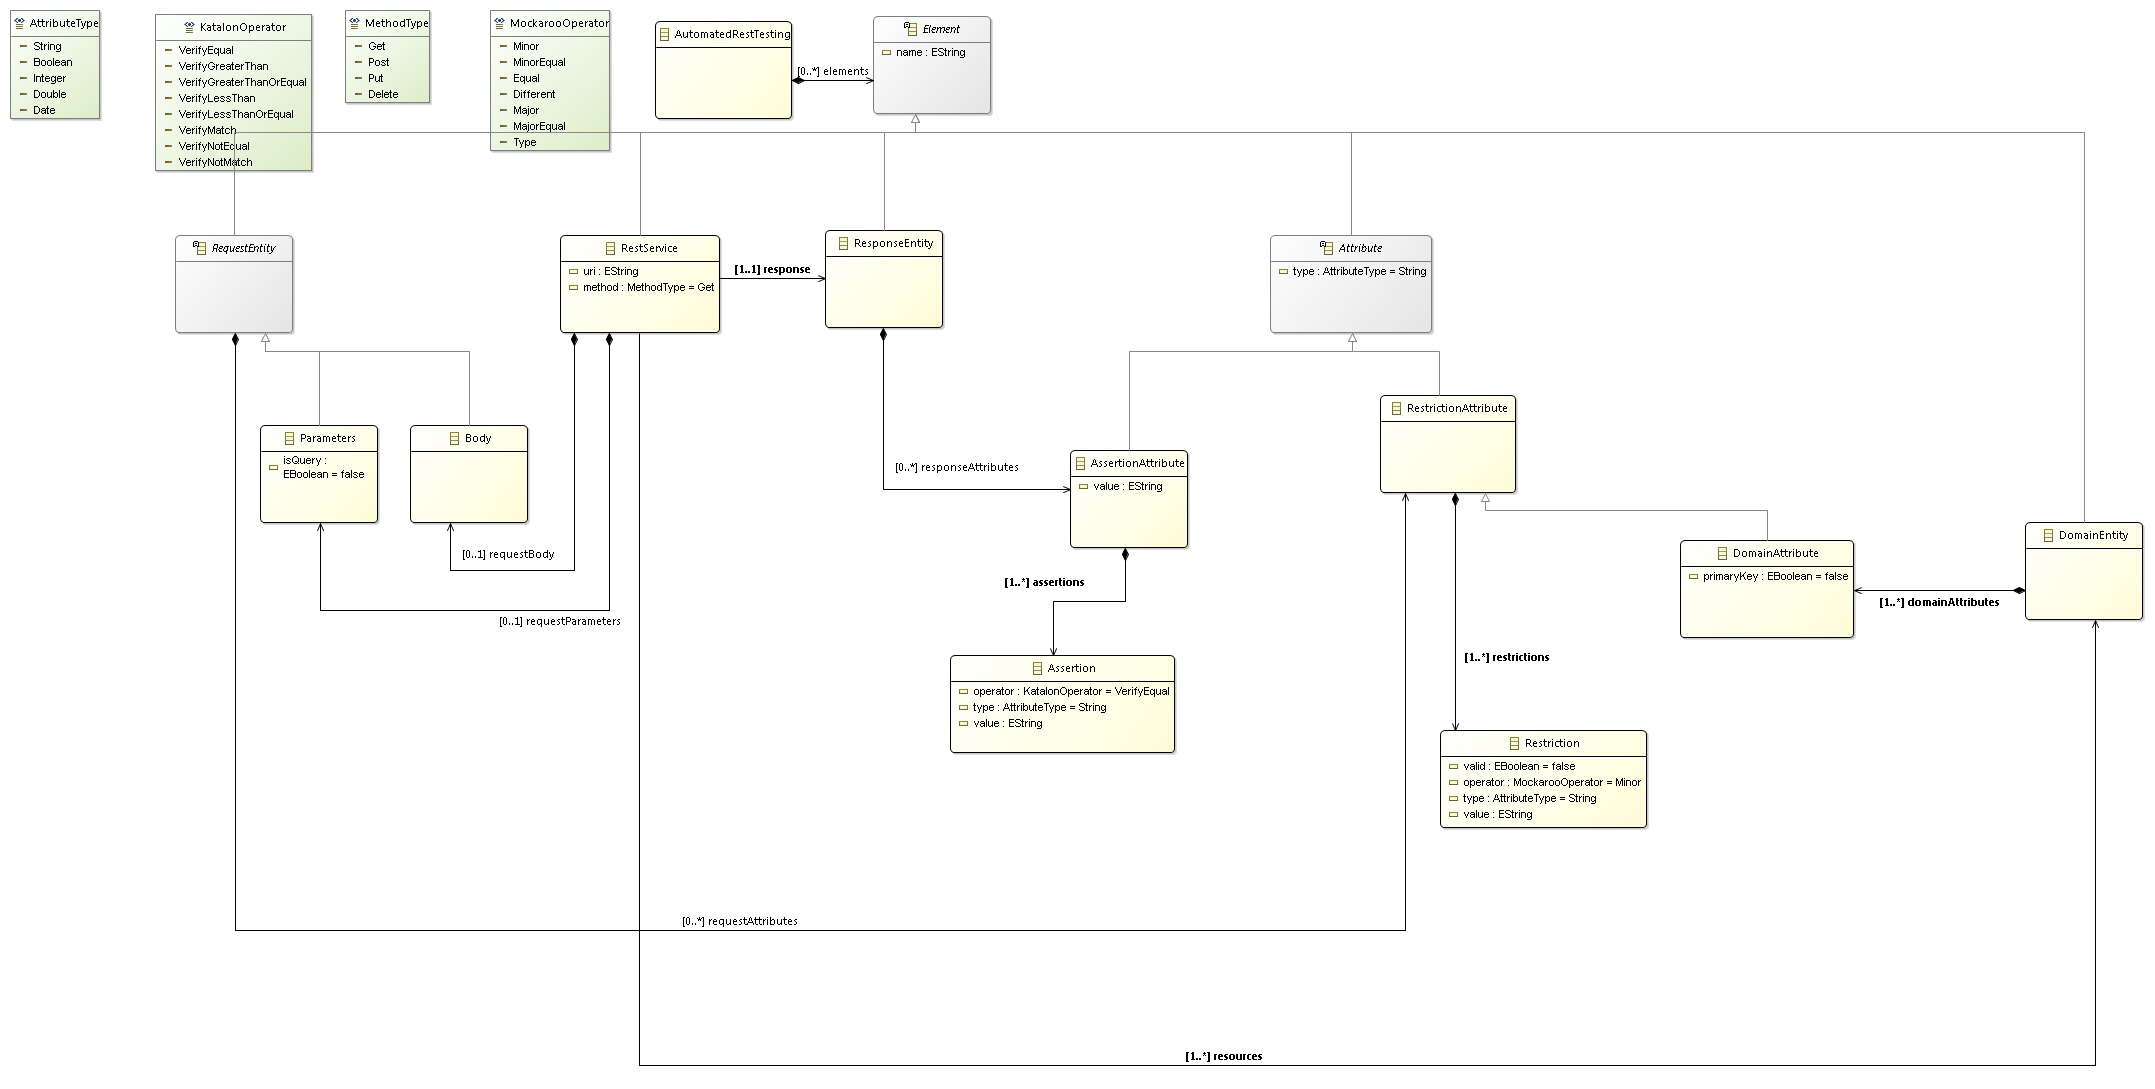 AttributeType
String
Boolean
Integer
Double
Date
KatalonOperator
VerifyEqual
VerifyGreaterThan
VerifyGreaterThanOrEqual
VerifyLessThan
VerifyLessThanOrEqual
VerifyMatch
VerifyNotEqual
VerifyNotMatch
MethodType
Get
Post
Put
Delete
MockarooOperator
Minor
MinorEqual
Equal
Different
Major
MajorEqual
Type
AutomatedRestTesting
[0..*] elements
Element
name : EString
RequestEntity
RestService
uri : EString
method : MethodType = Get
[1..1] response
ResponseEntity
Attribute
type : AttributeType = String
Parameters
isQuery :
EBoolean = false
Body
[0..1] requestBody
[0..1] requestParameters
[0..*] responseAttributes
AssertionAttribute
value : EString
[1..*] assertions
Assertion
operator : KatalonOperator = VerifyEqual
type : AttributeType = String
value : EString
RestrictionAttribute
[1..*] restrictions
Restriction
valid : EBoolean = false
operator : MockarooOperator = Minor
type : AttributeType = String
value : EString
DomainAttribute
primaryKey : EBoolean = false
[1..*] domainAttributes
DomainEntity
[0..*] requestAttributes
[1..*] resources